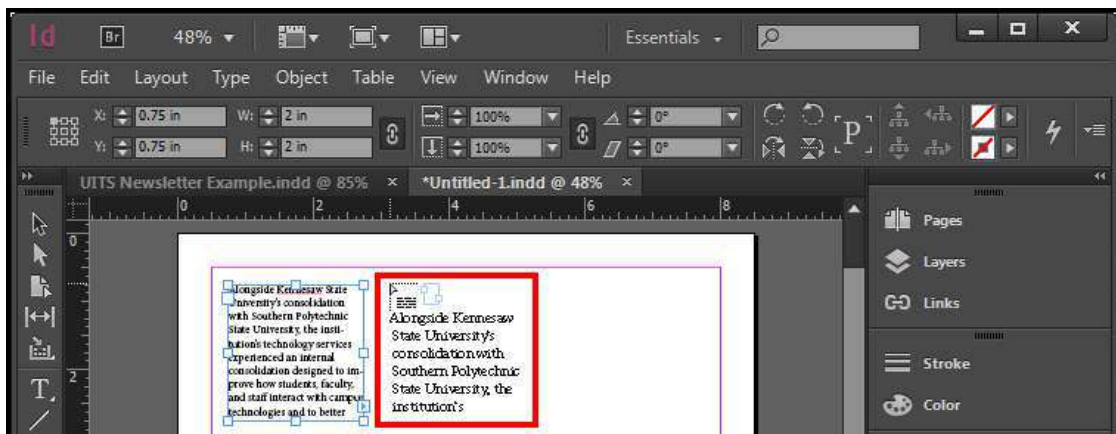 Id Br 48% Essentials
File Edit Layout Type Object Table View Window Help
X: 0.75 in W: 2 in 100% 0°
Y: 0.75 in H: 2 in 100% 0°
P
UITS Newsletter Example.indd @ 85% × *Untitled-1.indd @ 48% ×
0 2 4 6 8
0
2
T
Alongside Kennesaw State
University's consolidation
with Southern Polytechnic
State University, the insti-
tution's technology services
experienced an internal
consolidation designed to im-
prove how students, faculty,
and staff interact with campus
technologies and to better
Alongside Kennesaw
State University's
consolidation with
Southern Polytechnic
State University, the
institution's
Pages
Layers
Links
Stroke
Color